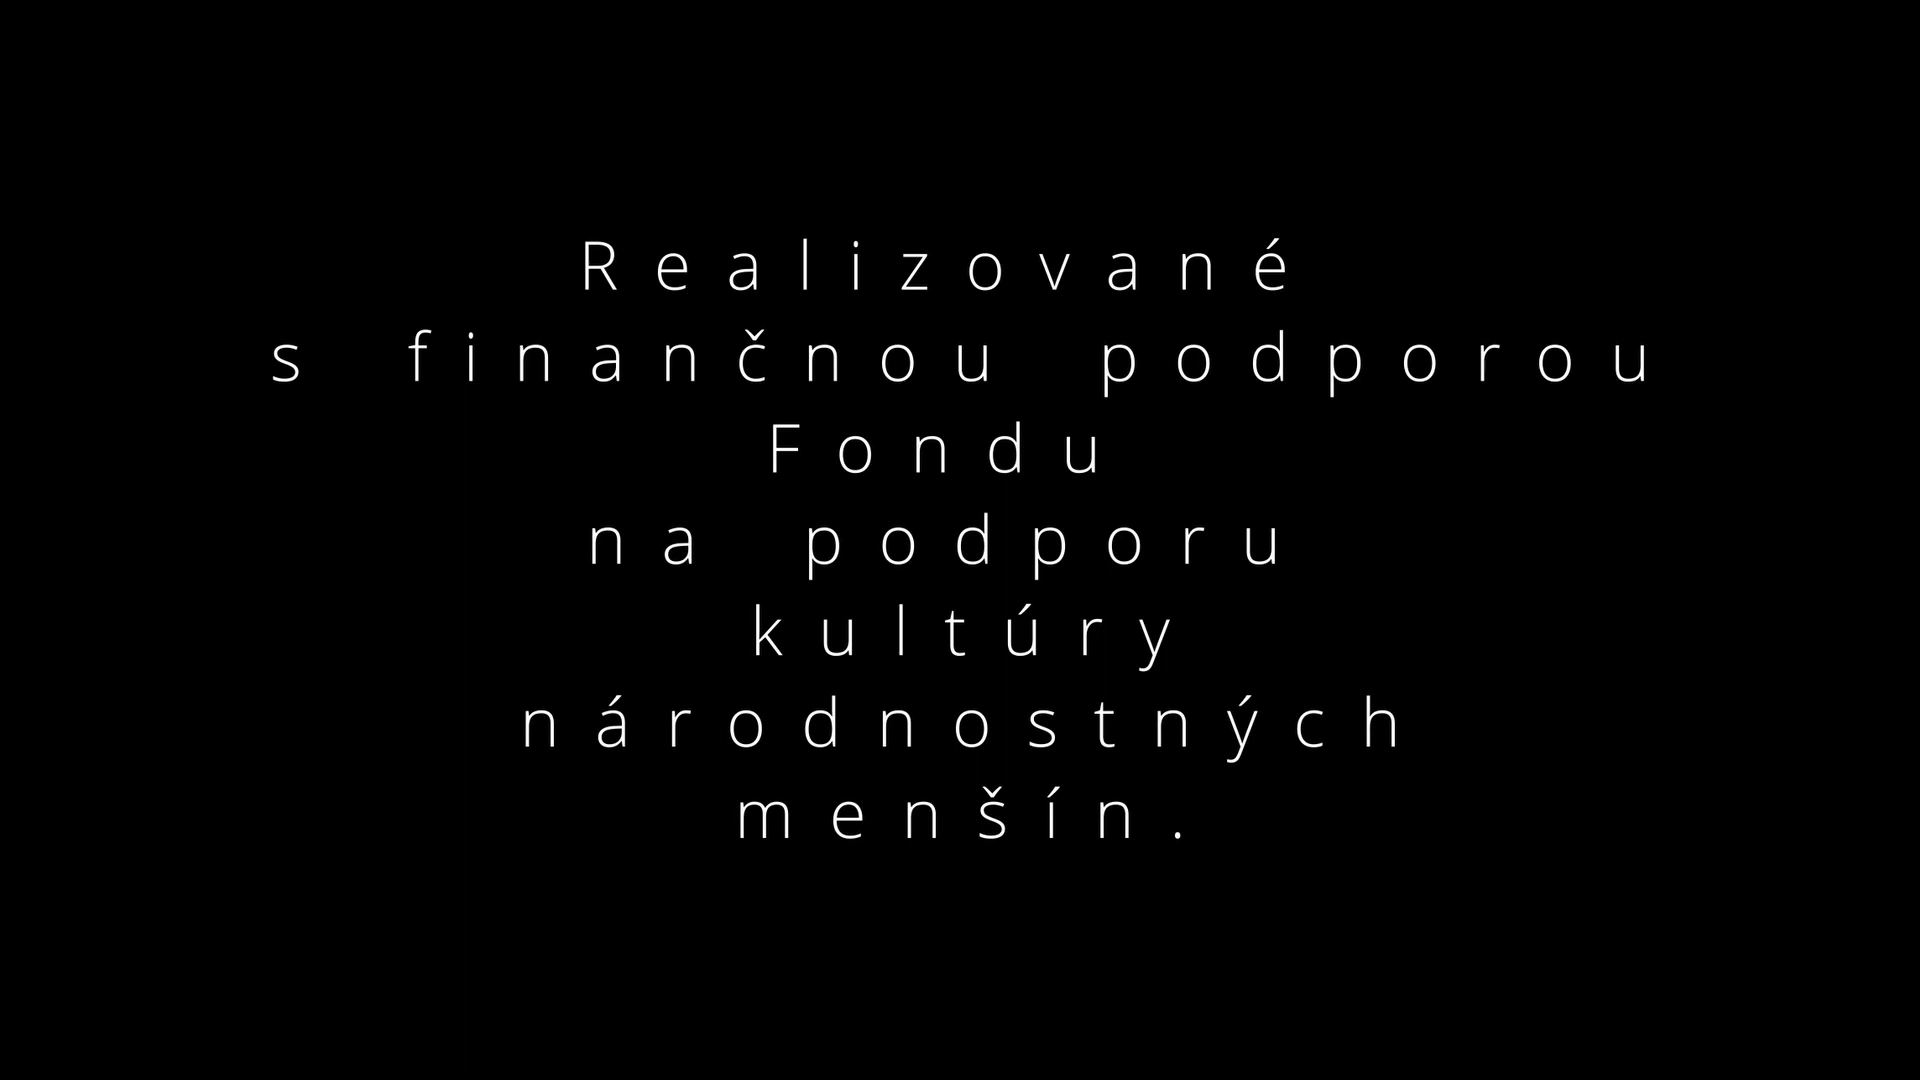 Realizované
s finančnou podporou
Fondu
na podporu
kultúry
národnostných
menšín.